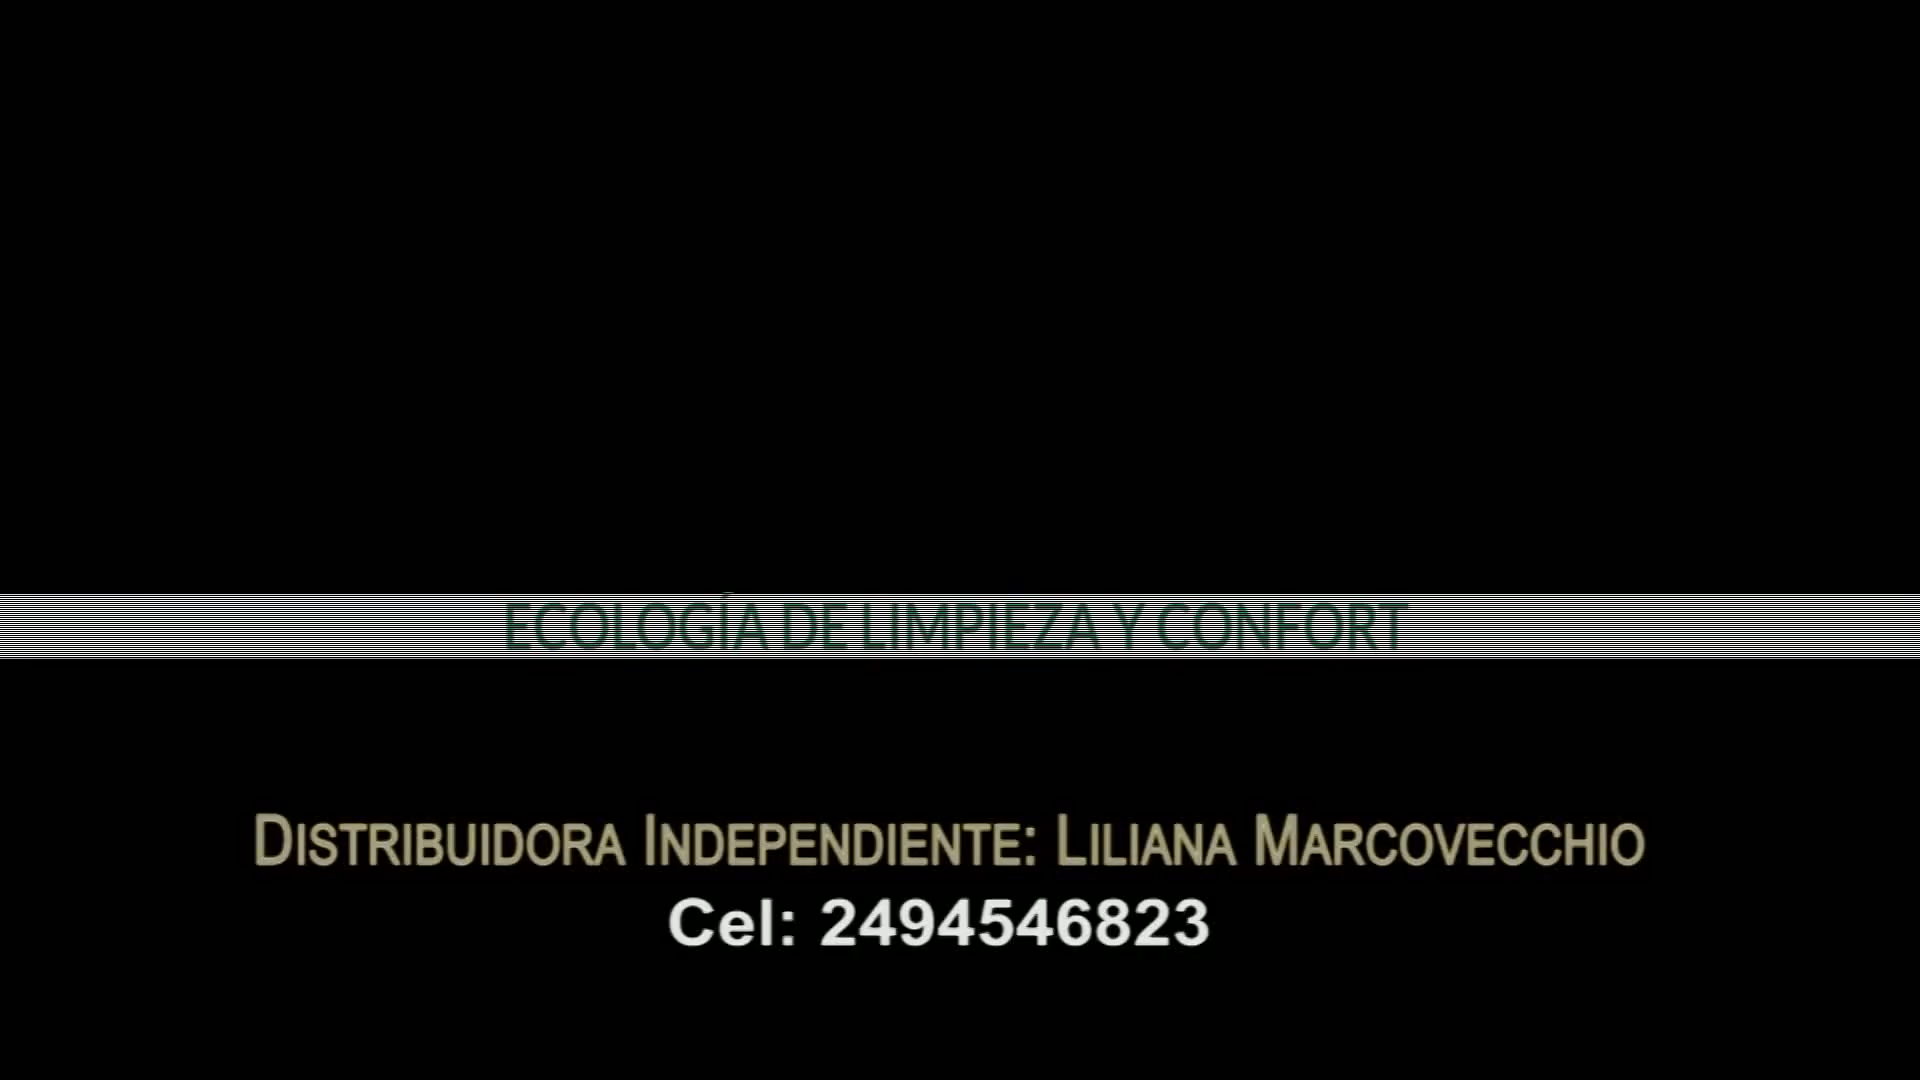 ECOLOGÍA DE LIMPIEZA Y CONFORT
DISTRIBUIDORA INDEPENDIENTE: LILIANA MARCOVECCHIO
Cel: 2494546823